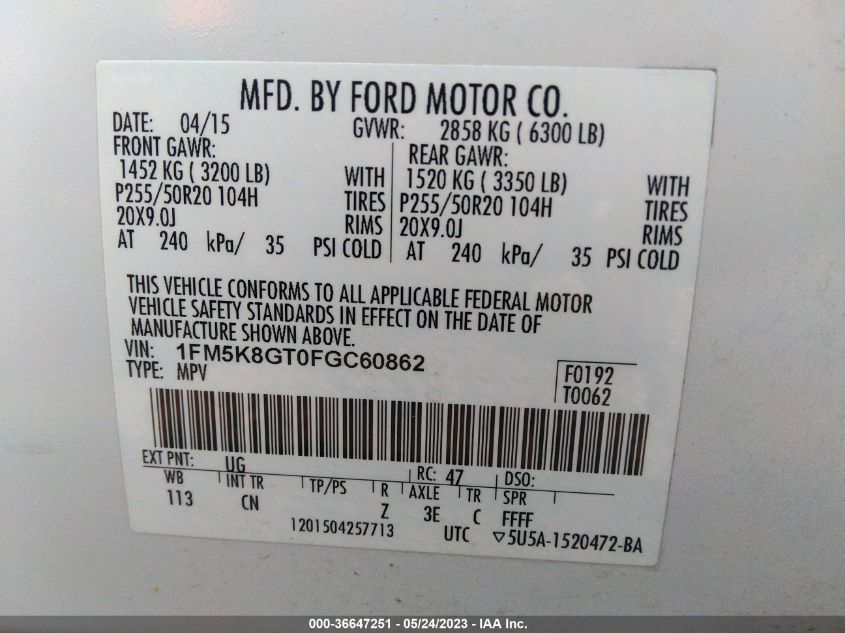 MFD. BY FORD MOTOR CO.
DATE: 04/15 GVWR: 2858 KG ( 6300 LB)
FRONT GAWR: REAR GAWR:
1452 KG ( 3200 LB) WITH 1520 KG ( 3350 LB) WITH
P255/50R20 104H TIRES P255/50R20 104H TIRES
20X9.0J RIMS 20X9.0J RIMS
AT 240 kPa/ 35 PSI COLD AT 240 kPa/ 35 PSI COLD
THIS VEHICLE CONFORMS TO ALL APPLICABLE FEDERAL MOTOR
VEHICLE SAFETY STANDARDS IN EFFECT ON THE DATE OF
MANUFACTURE SHOWN ABOVE.
VIN: 1FM5K8GT0FGC60862
TYPE: MPV
F0192
T0062
EXT PNT: UG RC: 47 DSO:
WB INT TR TP/PS R AXLE TR SPR
113 CN Z 3E C FFFF
1201504257713 UTC ▽5U5A-1520472-BA
000-36647251 - 05/24/2023 - IAA Inc.